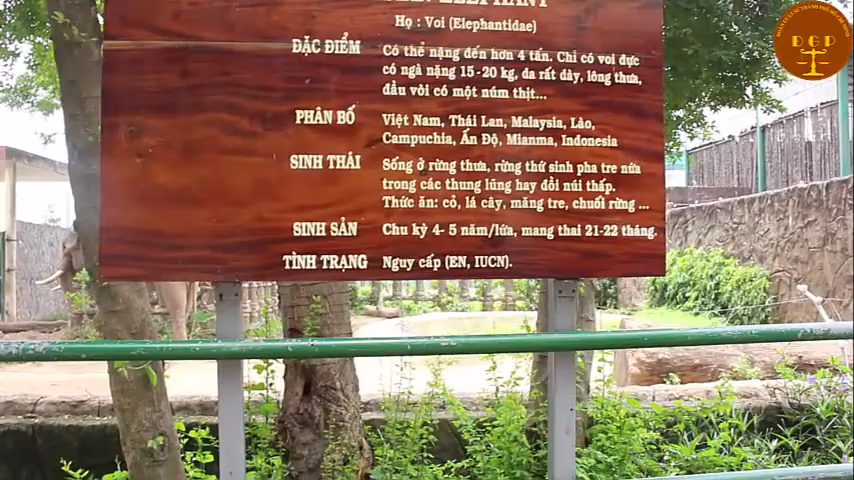 Họ : Voi (Elephantidae)
ĐẶC ĐIỂM
Có thể nặng đến hơn 4 tấn. Chỉ có voi đực
có ngà nặng 15-20 kg, da rất dày, lông thưa,
đầu vòi có một núm thịt...
PHÂN BỐ
Việt Nam, Thái Lan, Malaysia, Lào,
Campuchia, Ấn Độ, Mianma, Indonesia
SINH THÁI
Sống ở rừng thưa, rừng thứ sinh pha tre nứa
trong các thung lũng hay đồi núi thấp.
Thức ăn: cỏ, lá cây, măng tre, chuối rừng...
SINH SẢN
Chu kỳ 4-5 năm/lứa, mang thai 21-22 tháng.
TÌNH TRẠNG
Nguy cấp (EN, IUCN).
ĐGP